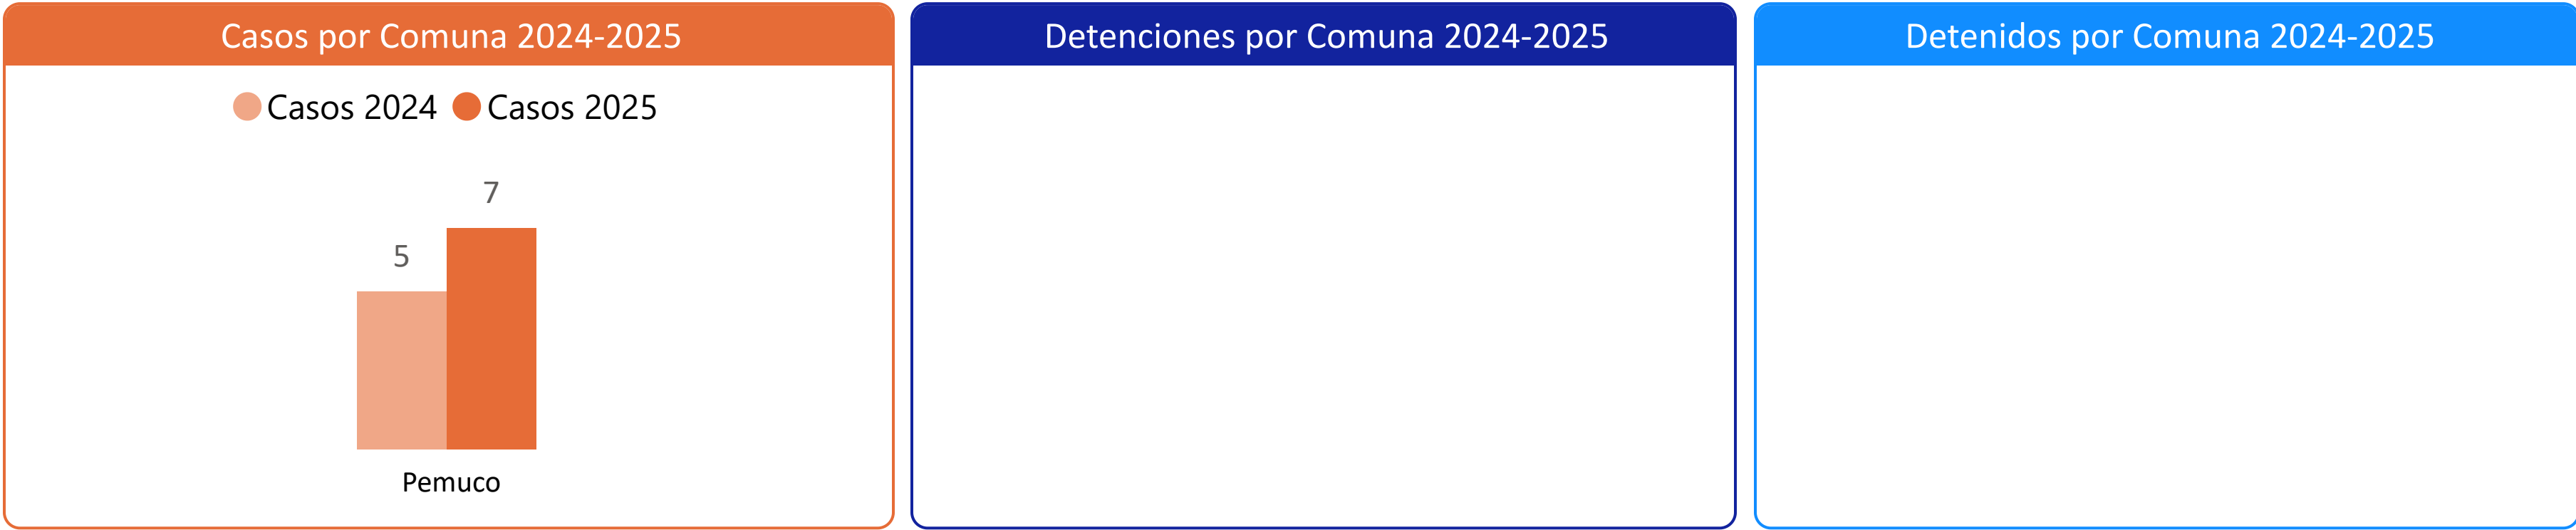 Casos por Comuna 2024-2025
Casos 2024 Casos 2025
7
5
Pemuco
Detenciones por Comuna 2024-2025
Detenidos por Comuna 2024-2025